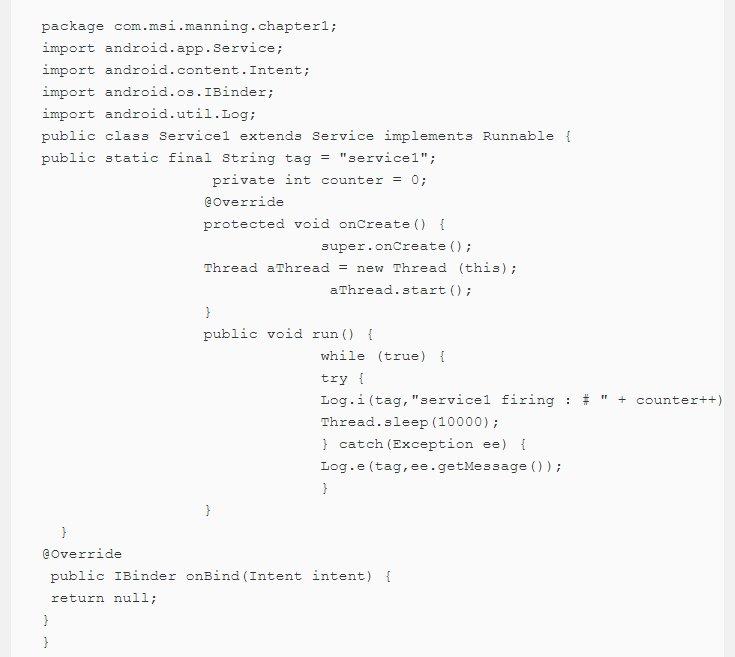 package com.msi.manning.chapter1;
import android.app.Service;
import android.content.Intent;
import android.os.IBinder;
import android.util.Log;
public class Service1 extends Service implements Runnable {
public static final String tag = "service1";
private int counter = 0;
@Override
protected void onCreate() {
super.onCreate();
Thread aThread = new Thread (this);
aThread.start();
}
public void run() {
while (true) {
try {
Log.i(tag,"service1 firing : # " + counter++)
Thread.sleep(10000);
} catch(Exception ee) {
Log.e(tag,ee.getMessage());
}
}
}
@Override
public IBinder onBind(Intent intent) {
return null;
}
}